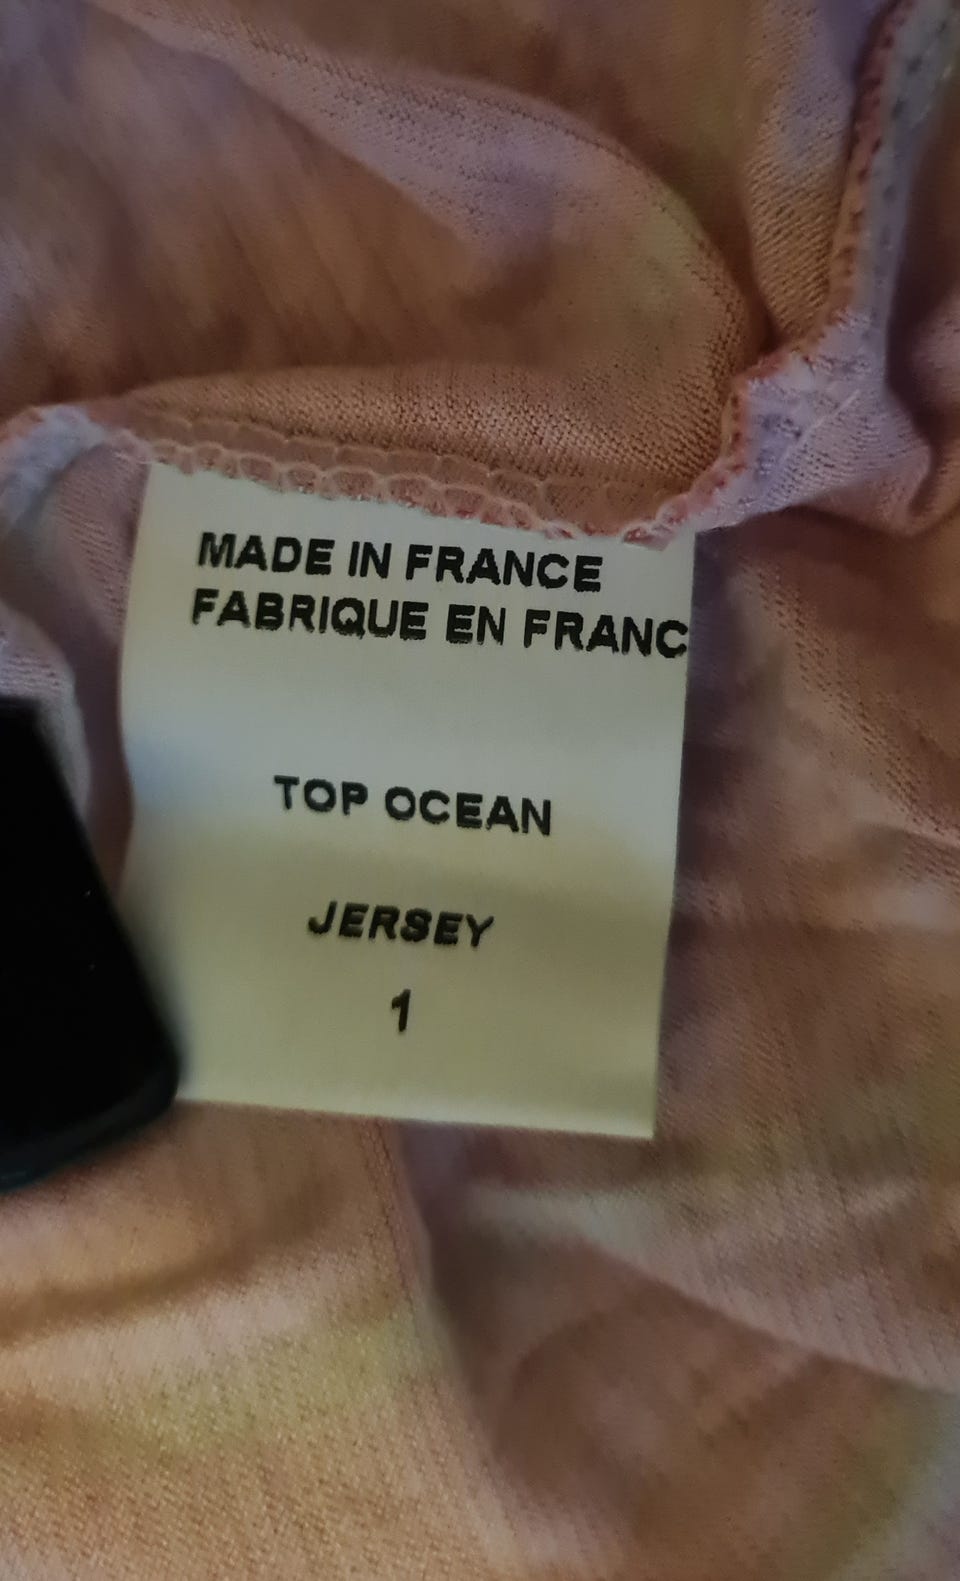 MADE IN FRANCE
FABRIQUE EN FRANC
TOP OCEAN
JERSEY
1